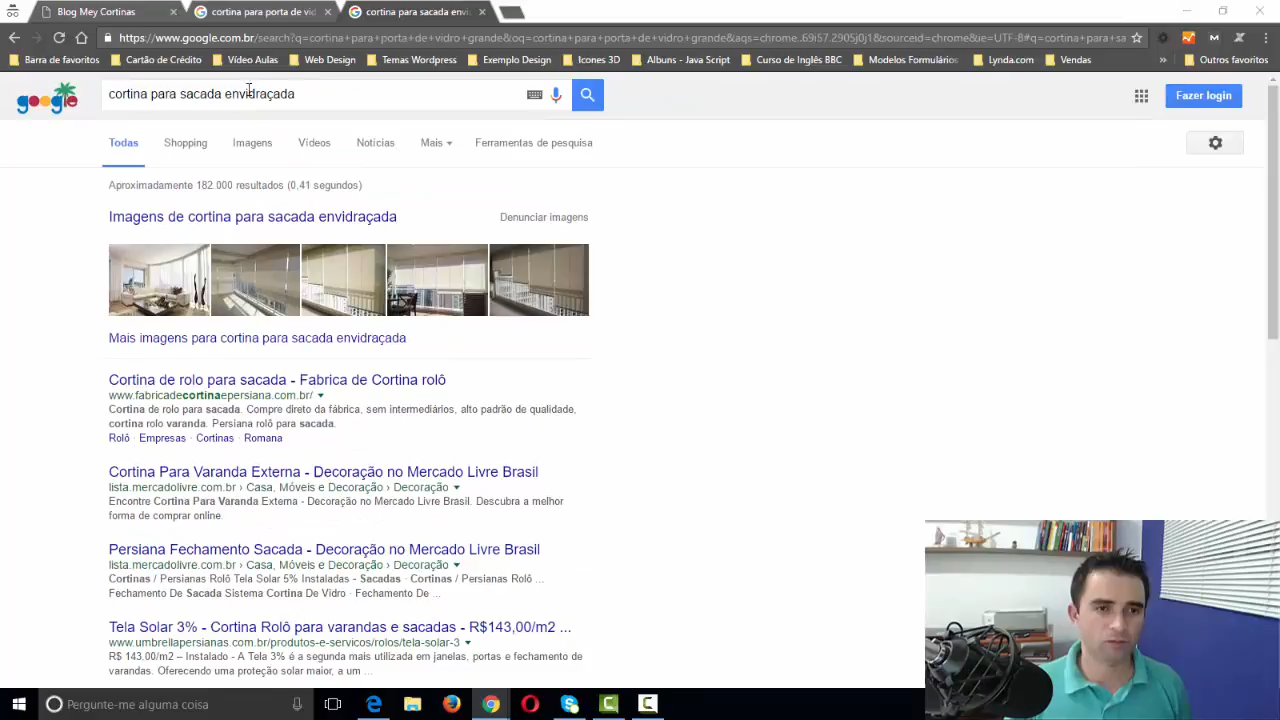 Blog Mey Cortinas
cortina para porta de vid
cortina para sacada envi
https://www.google.com.br/search?q=cortina+para+porta+de+vidro+grande&oq=cortina+para+porta+de+vidro+grande&aqs=chrome..69i57.2905j0j1&sourceid=chrome&ie=UTF-8#q=cortina+para+sa
Barra de favoritos
Cartão de Crédito
Vídeo Aulas
Web Design
Temas Wordpress
Exemplo Design
Icones 3D
Albuns - Java Script
Curso de Inglês BBC
Modelos Formulários
Lynda.com
Vendas
Outros favoritos
google
cortina para sacada envidraçada
Fazer login
Todas
Shopping
Imagens
Vídeos
Notícias
Mais
Ferramentas de pesquisa
Aproximadamente 182.000 resultados (0,41 segundos)
Imagens de cortina para sacada envidraçada
Denunciar imagens
Mais imagens para cortina para sacada envidraçada
Cortina de rolo para sacada - Fabrica de Cortina rolô
www.fabricadecortinaepersiana.com.br/
Cortina de rolo para sacada. Compre direto da fábrica, sem intermediários, alto padrão de qualidade,
cortina rolo varanda. Persiana rolô para sacada.
Rolô · Empresas · Cortinas · Romana
Cortina Para Varanda Externa - Decoração no Mercado Livre Brasil
lista.mercadolivre.com.br › Casa, Móveis e Decoração › Decoração
Encontre Cortina Para Varanda Externa - Decoração no Mercado Livre Brasil. Descubra a melhor
forma de comprar online.
Persiana Fechamento Sacada - Decoração no Mercado Livre Brasil
lista.mercadolivre.com.br › Casa, Móveis e Decoração › Decoração
Cortinas / Persianas Rolô Tela Solar 5% Instaladas - Sacadas · Cortinas / Persianas Rolô ...
Fechamento De Sacada Sistema Cortina De Vidro · Fechamento De ...
Tela Solar 3% - Cortina Rolô para varandas e sacadas - R$143,00/m2 ...
www.umbrellapersianas.com.br/produtos-e-servicos/rolos/tela-solar-3
R$ 143,00/m2 – Instalado - A Tela 3% é a segunda mais utilizada em janelas, portas e fechamento de
varandas. Oferecendo uma proteção solar maior, a um ...
Pergunte-me alguma coisa